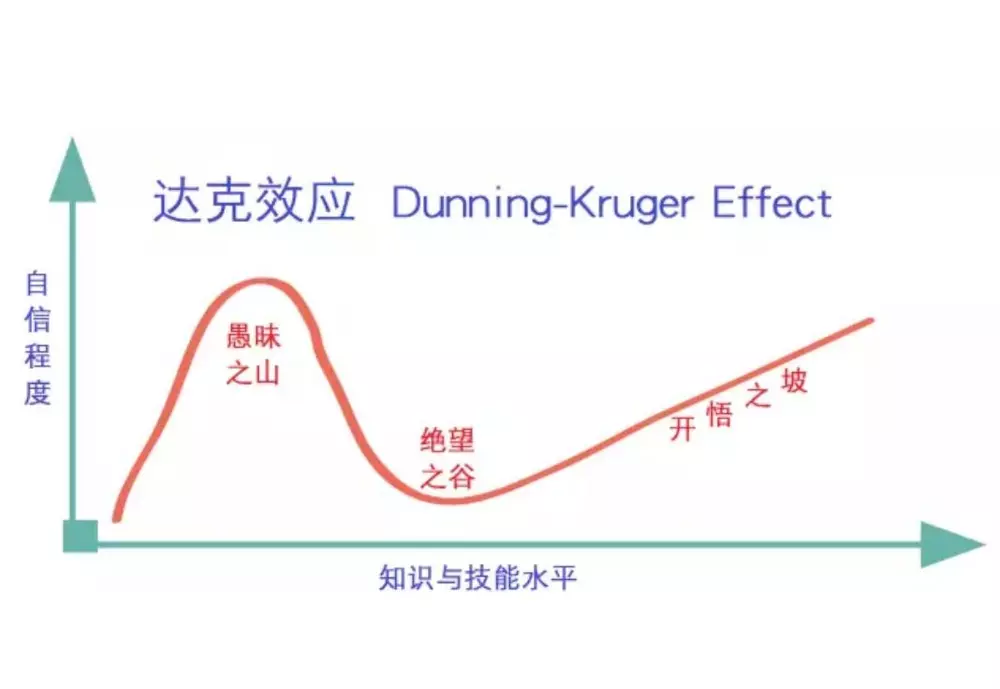 达克效应 Dunning-Kruger Effect
自信程度
愚昧
之山
绝望
之谷
开悟之坡
知识与技能水平